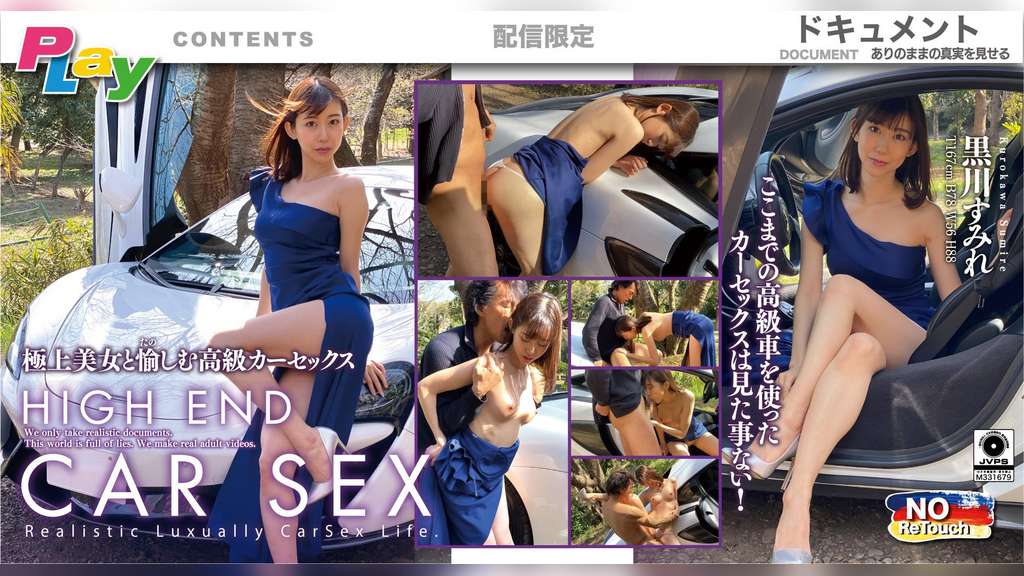 PLay
CONTENTS
配信限定
ドキュメント
DOCUMENT ありのままの真実を見せる
たの
極上美女と愉しむ高級カーセックス
HIGH END
We only take realistic documents.
This world is full of lies. We make real adult videos.
CAR SEX
Realistic Luxually CarSex Life.
黒川すみれ
Kurokawa Sumire
T167cm B78 W56 H88
ここまでの高級車を使った
カーセックスは見た事ない!
JVPS
M331679
NO
ReTouch